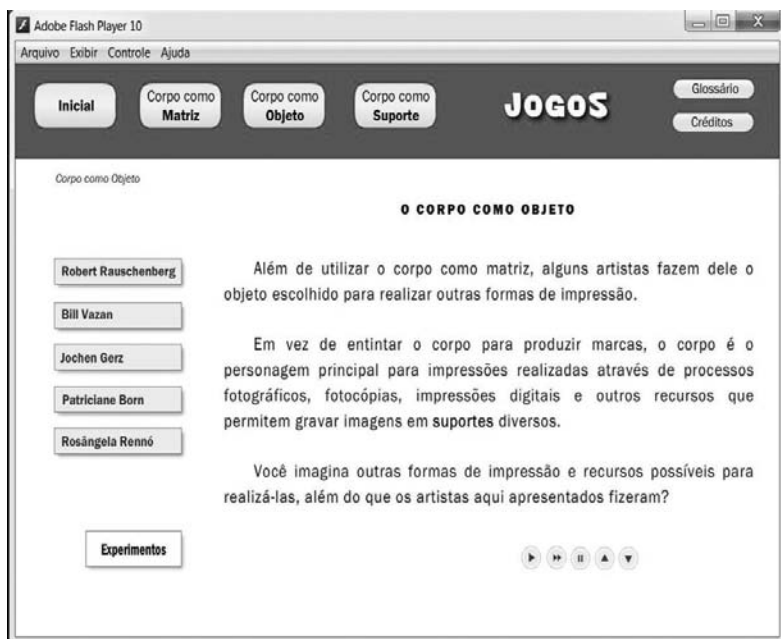 Adobe Flash Player 10
Arquivo Exibir Controle Ajuda
Inicial
Corpo como
Matriz
Corpo como
Objeto
Corpo como
Suporte
JOGOS
Glossário
Créditos
Corpo como Objeto
O CORPO COMO OBJETO
Robert Rauschenberg
Bill Vazan
Jochen Gerz
Patriciane Born
Rosângela Rennó
Experimentos
Além de utilizar o corpo como matriz, alguns artistas fazem dele o
objeto escolhido para realizar outras formas de impressão.
Em vez de entintar o corpo para produzir marcas, o corpo é o
personagem principal para impressões realizadas através de processos
fotográficos, fotocópias, impressões digitais e outros recursos que
permitem gravar imagens em suportes diversos.
Você imagina outras formas de impressão e recursos possíveis para
realizá-las, além do que os artistas aqui apresentados fizeram?